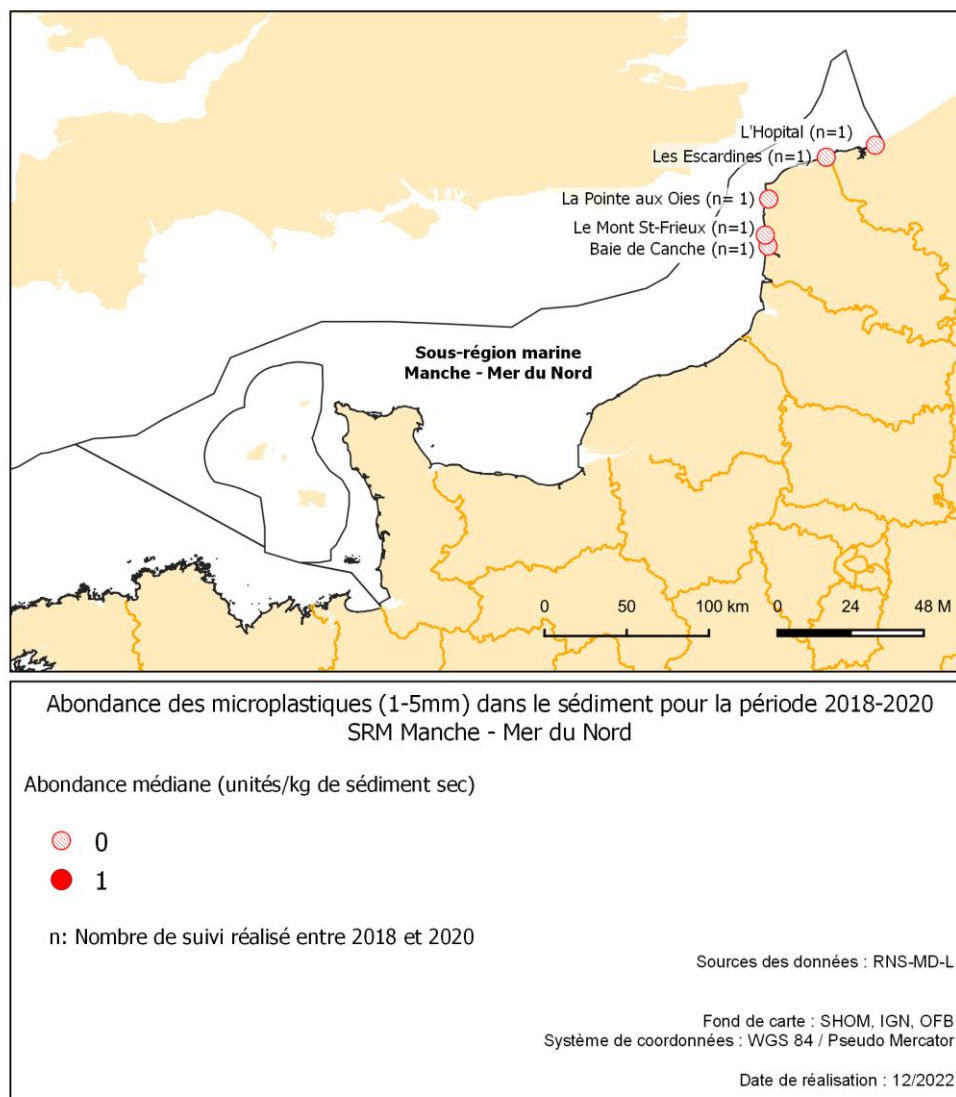 L'Hopital (n=1)
Les Escardines (n=1)
La Pointe aux Oies (n= 1)
Le Mont St-Frieux (n=1)
Baie de Canche (n=1)
Sous-région marine
Manche - Mer du Nord
0 50 100 km 0 24 48 M
Abondance des microplastiques (1-5mm) dans le sédiment pour la période 2018-2020
SRM Manche - Mer du Nord
Abondance médiane (unités/kg de sédiment sec)
0
1
n: Nombre de suivi réalisé entre 2018 et 2020
Sources des données : RNS-MD-L
Fond de carte : SHOM, IGN, OFB
Système de coordonnées : WGS 84 / Pseudo Mercator
Date de réalisation : 12/2022